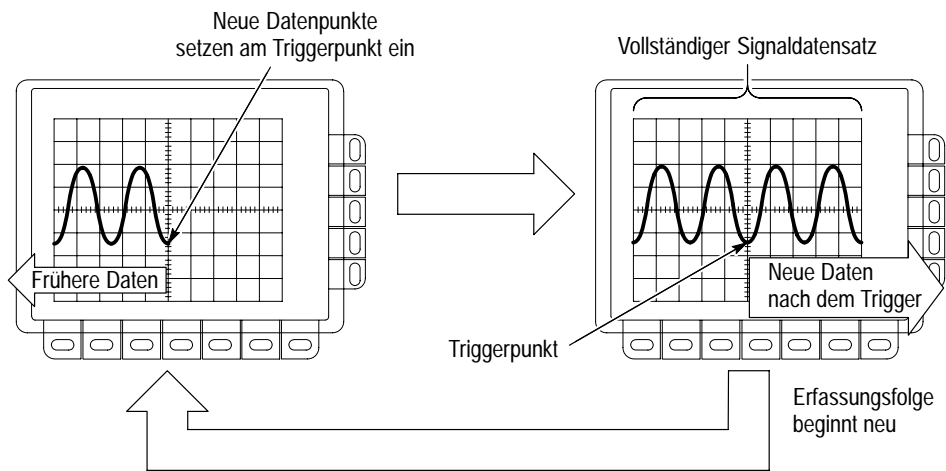 Neue Datenpunkte
setzen am Triggerpunkt ein
Vollständiger Signaldatensatz
Frühere Daten
Neue Daten
nach dem Trigger
Triggerpunkt
Erfassungsfolge
beginnt neu